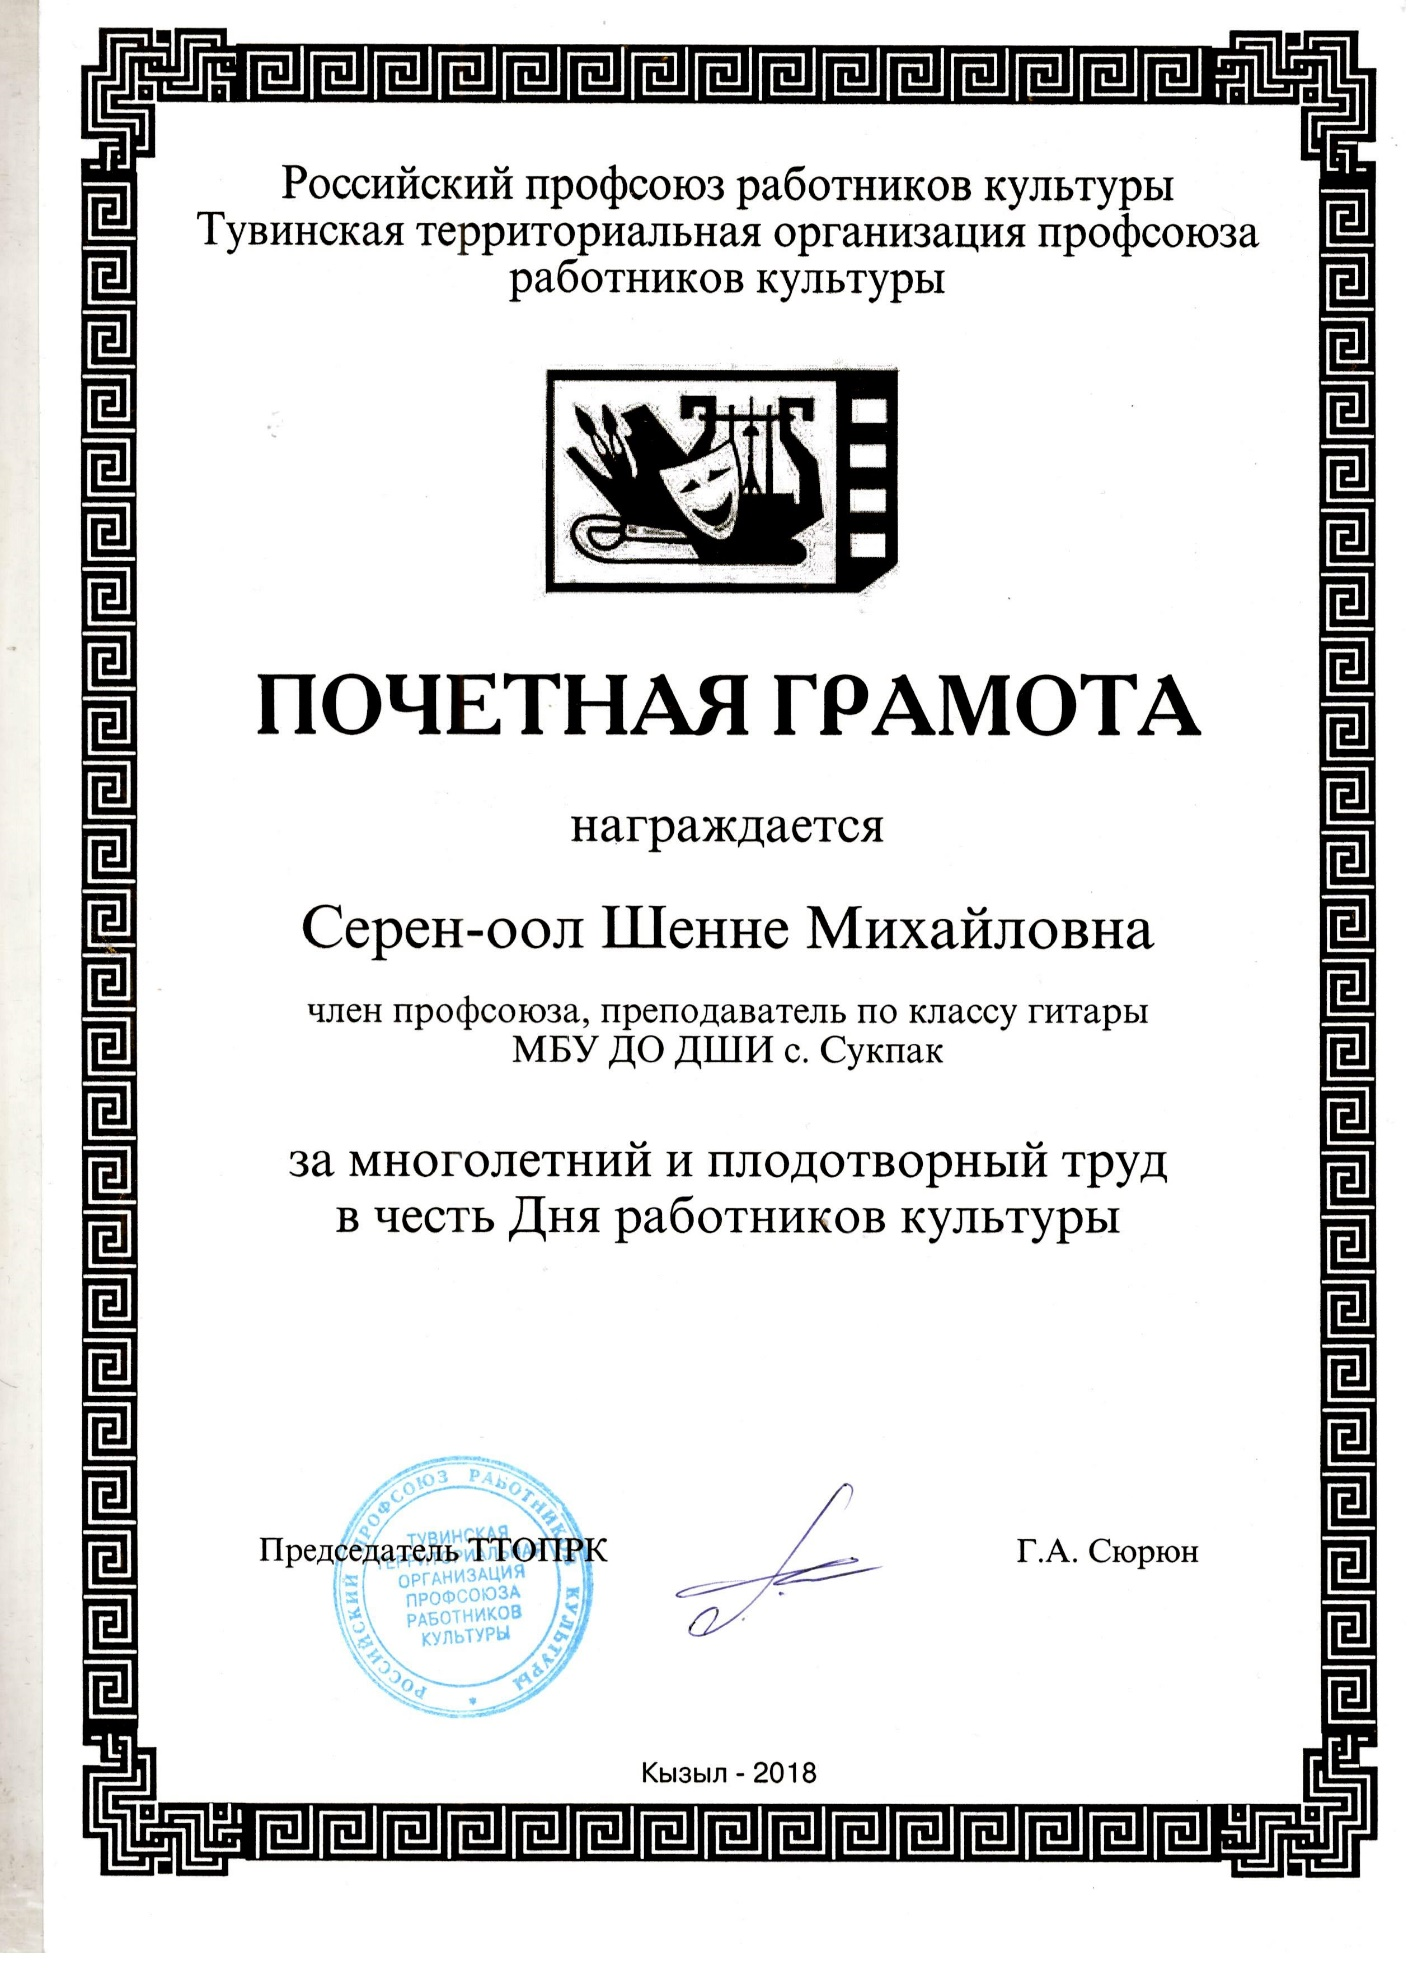 Российский профсоюз работников культуры
Тувинская территориальная организация профсоюза
работников культуры
ПОЧЕТНАЯ ГРАМОТА
награждается
Серен-оол Шенне Михайловна
член профсоюза, преподаватель по классу гитары
МБУ ДО ДШИ с. Сукпак
за многолетний и плодотворный труд
в честь Дня работников культуры
Председатель ТТОПРК
Г.А. Сюрюн
РОССИЙСКИЙ ПРОФСОЮЗ РАБОТНИКОВ КУЛЬТУРЫ
ТУВИНСКАЯ
ТЕРРИТОРИАЛЬНАЯ
ОРГАНИЗАЦИЯ
ПРОФСОЮЗА
РАБОТНИКОВ
КУЛЬТУРЫ
Кызыл - 2018